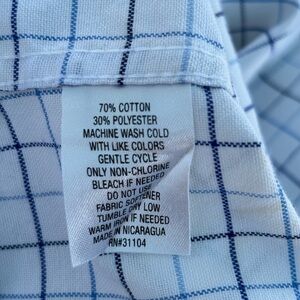 70% COTTON
30% POLYESTER
MACHINE WASH COLD
WITH LIKE COLORS
GENTLE CYCLE
ONLY NON-CHLORINE
BLEACH IF NEEDED
DO NOT USE
FABRIC SOFTENER
TUMBLE DRY LOW
WARM IRON IF NEEDED
MADE IN NICARAGUA
RN#31104